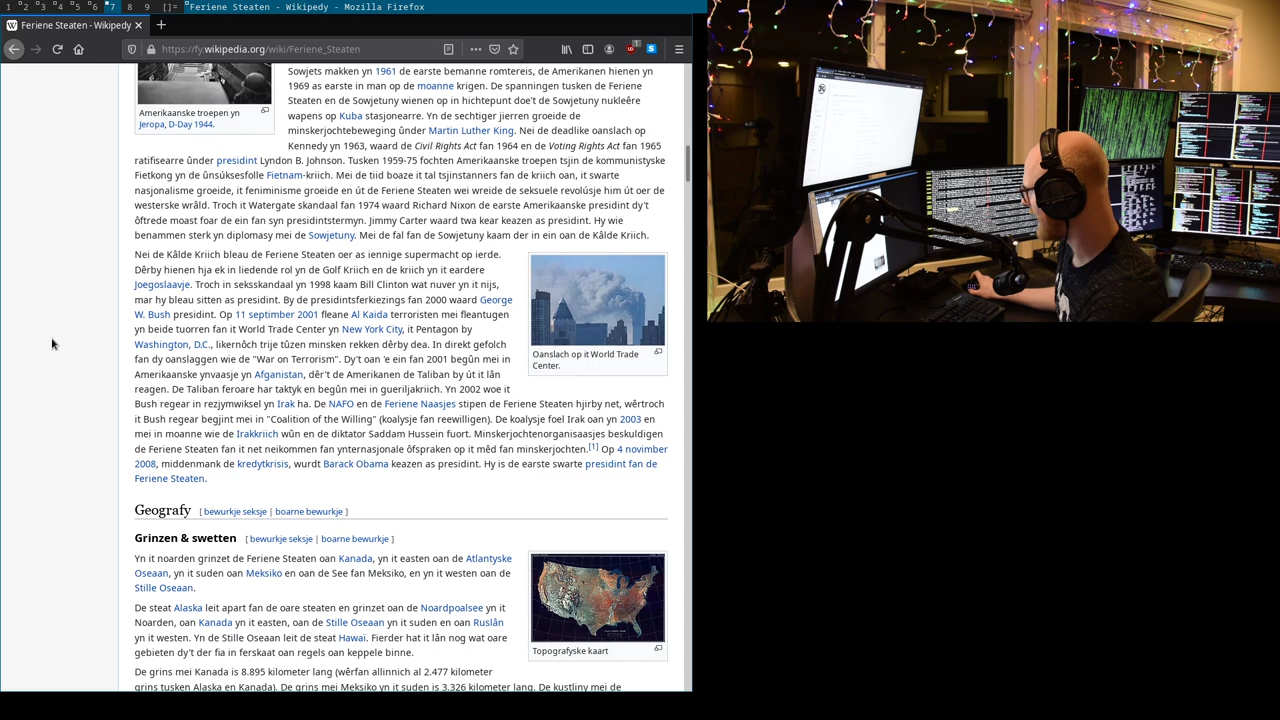 1 2 3 4 5 6 7 8 9 []= Feriene Steaten - Wikipedy - Mozilla Firefox
Feriene Steaten - Wikipedy
https://fy.wikipedia.org/wiki/Feriene_Steaten
1
Sowjets makken yn 1961 de earste bemanne romtereis, de Amerikanen hienen yn
1969 as earste in man op de moanne krigen. De spanningen tusken de Feriene
Steaten en de Sowjetuny wienen op in hichtepunt doe't de Sowjetuny nukleêre
wapens op Kuba stasjonearre. Yn de sechtiger jierren groeide de
minskerjochtebeweging ûnder Martin Luther King. Nei de deadlike oanslach op
Kennedy yn 1963, waard de Civil Rights Act fan 1964 en de Voting Rights Act fan 1965
Amerikaanske troepen yn
Jeropa, D-Day 1944.
ratifisearre ûnder presidint Lyndon B. Johnson. Tusken 1959-75 fochten Amerikaanske troepen tsjin de kommunistyske
Fietkong yn de ûnsúksesfolle Fietnam-kriich. Mei de tiid boaze it tal tsjinstanners fan de kriich oan, it swarte
nasjonalisme groeide, it feminisme groeide en út de Feriene Steaten wei wreide de seksuele revolúsje him út oer de
westerske wrâld. Troch it Watergate skandaal fan 1974 waard Richard Nixon de earste Amerikaanske presidint dy't
ôftrede moast foar de ein fan syn presidintstermyn. Jimmy Carter waard twa kear keazen as presidint. Hy wie
benammen sterk yn diplomasy mei de Sowjetuny. Mei de fal fan de Sowjetuny kaam der in ein oan de Kâlde Kriich.
Nei de Kâlde Kriich bleau de Feriene Steaten oer as iennige supermacht op ierde.
Dêrby hienen hja ek in liedende rol yn de Golf Kriich en de kriich yn it eardere
Joegoslaavje. Troch in seksskandaal yn 1998 kaam Bill Clinton wat nuver yn it nijs,
mar hy bleau sitten as presidint. By de presidintsferkiezings fan 2000 waard George
W. Bush presidint. Op 11 septimber 2001 fleane Al Kaida terroristen mei fleantugen
yn beide tuorren fan it World Trade Center yn New York City, it Pentagon by
Washington, D.C., likernôch trije tûzen minsken rekken dêrby dea. In direkt gefolch
fan dy oanslaggen wie de "War on Terrorism". Dy't oan 'e ein fan 2001 begûn mei in
Amerikaanske ynvaasje yn Afganistan, dêr't de Amerikanen de Taliban by út it lân
reagen. De Taliban feroare har taktyk en begûn mei in gueriljakriich. Yn 2002 woe it
Oanslach op it World Trade
Center.
Bush regear in rezjymwiksel yn Irak ha. De NAFO en de Feriene Naasjes stipen de Feriene Steaten hjirby net, wêrtroch
it Bush regear begjint mei in "Coalition of the Willing" (koalysje fan reewilligen). De koalysje foel Irak oan yn 2003 en
mei in moanne wie de Irakkriich wûn en de diktator Saddam Hussein fuort. Minskerjochtenorganisaasjes beskuldigen
de Feriene Steaten fan it net neikommen fan ynternasjonale ôfspraken op it mêd fan minskerjochten.[1] Op 4 novimber
2008, middenmank de kredytkrisis, wurdt Barack Obama keazen as presidint. Hy is de earste swarte presidint fan de
Feriene Steaten.
Geografy [ bewurkje seksje | boarne bewurkje ]
Grinzen & swetten [ bewurkje seksje | boarne bewurkje ]
Yn it noarden grinzet de Feriene Steaten oan Kanada, yn it easten oan de Atlantyske
Oseaan, yn it suden oan Meksiko en oan de See fan Meksiko, en yn it westen oan de
Stille Oseaan.
De steat Alaska leit apart fan de oare steaten en grinzet oan de Noardpoalsee yn it
Noarden, oan Kanada yn it easten, oan de Stille Oseaan yn it suden en oan Ruslân
yn it westen. Yn de Stille Oseaan leit de steat Hawaï. Fierder hat it lân nog wat oare
gebieten dy't der fia in ferskaat oan regels oan keppele binne.
Topografyske kaart
De grins mei Kanada is 8.895 kilometer lang (wêrfan allinnich al 2.477 kilometer
grins tusken Alaska en Kanada). De grins mei Meksiko yn it suden is 3.326 kilometer lang. De kustliny mei de